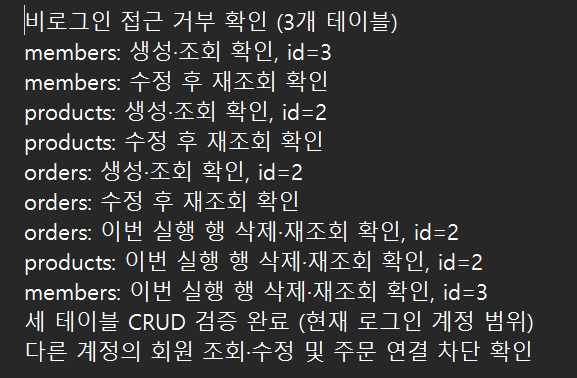 비로그인 접근 거부 확인 (3개 테이블)
members: 생성·조회 확인, id=3
members: 수정 후 재조회 확인
products: 생성·조회 확인, id=2
products: 수정 후 재조회 확인
orders: 생성·조회 확인, id=2
orders: 수정 후 재조회 확인
orders: 이번 실행 행 삭제·재조회 확인, id=2
products: 이번 실행 행 삭제·재조회 확인, id=2
members: 이번 실행 행 삭제·재조회 확인, id=3
세 테이블 CRUD 검증 완료 (현재 로그인 계정 범위)
다른 계정의 회원 조회·수정 및 주문 연결 차단 확인